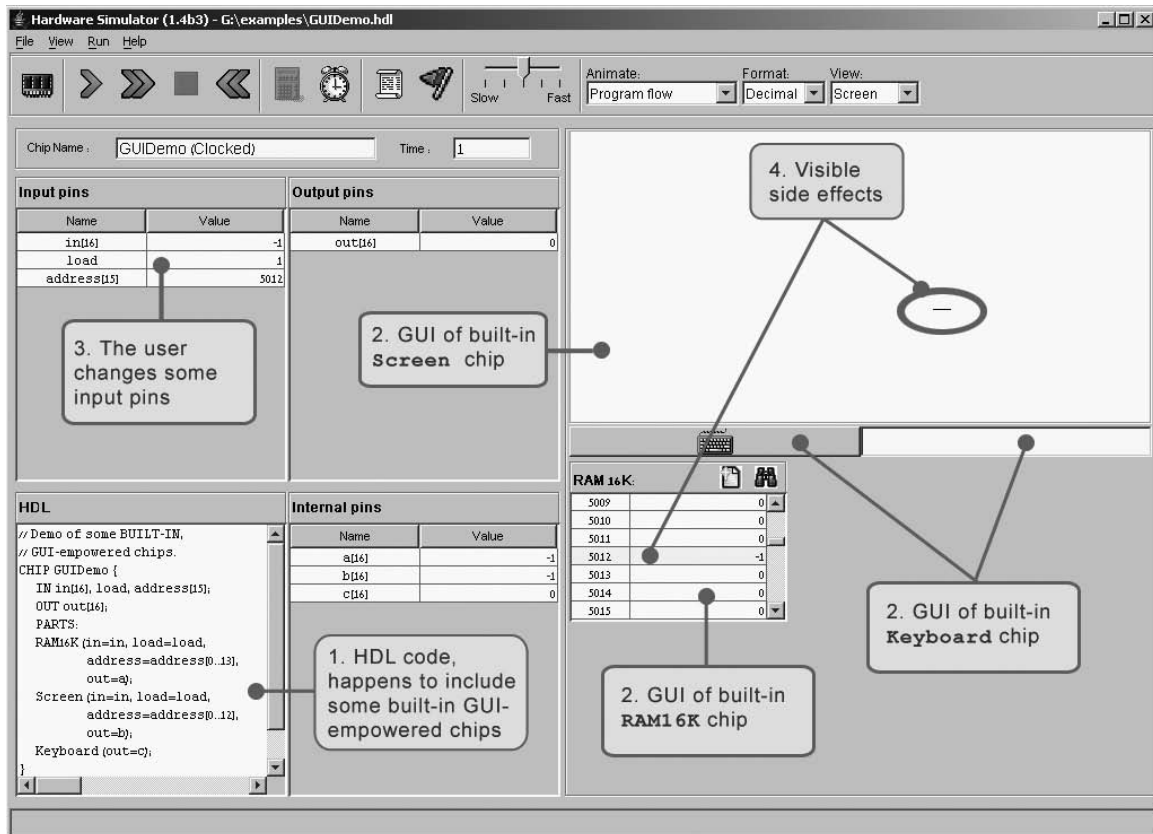 Hardware Simulator (1.4b3) - G:\examples\GUIDemo.hdl
File View Run Help
Slow Fast
Animate:
Program flow
Format:
Decimal
View:
Screen
Chip Name : GUIDemo (Clocked) Time : 1
Input pins
Name Value
in[16] -1
load 1
address[15] 5012
Output pins
Name Value
out[16] 0
3. The user
changes some
input pins
2. GUI of built-in
Screen chip
4. Visible
side effects
HDL
// Demo of some BUILT-IN,
// GUI-empowered chips.
CHIP GUIDemo {
IN in[16], load, address[15];
OUT out[16];
PARTS:
RAM16K (in=in, load=load,
address=address[0..13],
out=a);
Screen (in=in, load=load,
address=address[0..12],
out=b);
Keyboard (out=c);
}
Internal pins
Name Value
a[16] -1
b[16] -1
c[16] 0
1. HDL code,
happens to include
some built-in GUI-
empowered chips
RAM 16K:
5009 0
5010 0
5011 0
5012 -1
5013 0
5014 0
5015 0
2. GUI of built-in
RAM16K chip
2. GUI of built-in
Keyboard chip